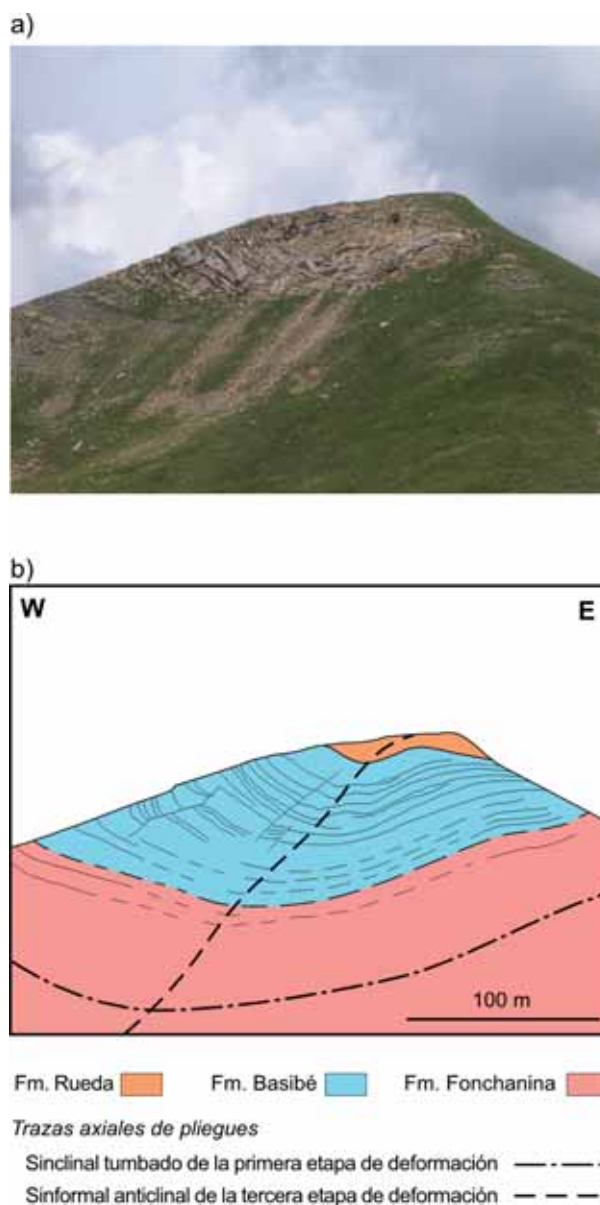 a)
b)
W E
100 m
Fm. Rueda Fm. Basibé Fm. Fonchanina
Trazas axiales de pliegues
Sinclinal tumbado de la primera etapa de deformación
Sinformal anticlinal de la tercera etapa de deformación